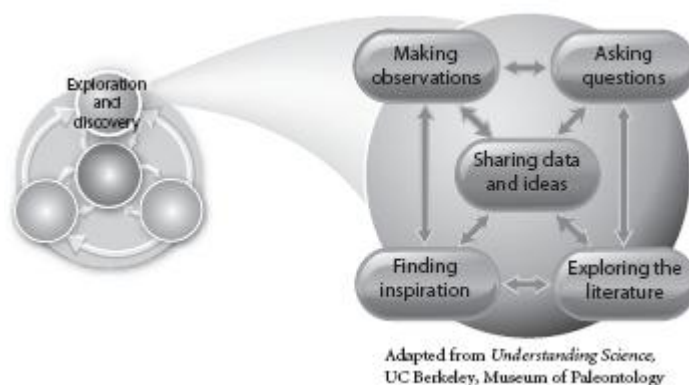 Exploration
and
discovery
Making
observations
Asking
questions
Sharing data
and ideas
Finding
inspiration
Exploring the
literature
Adapted from Understanding Science,
UC Berkeley, Museum of Paleontology